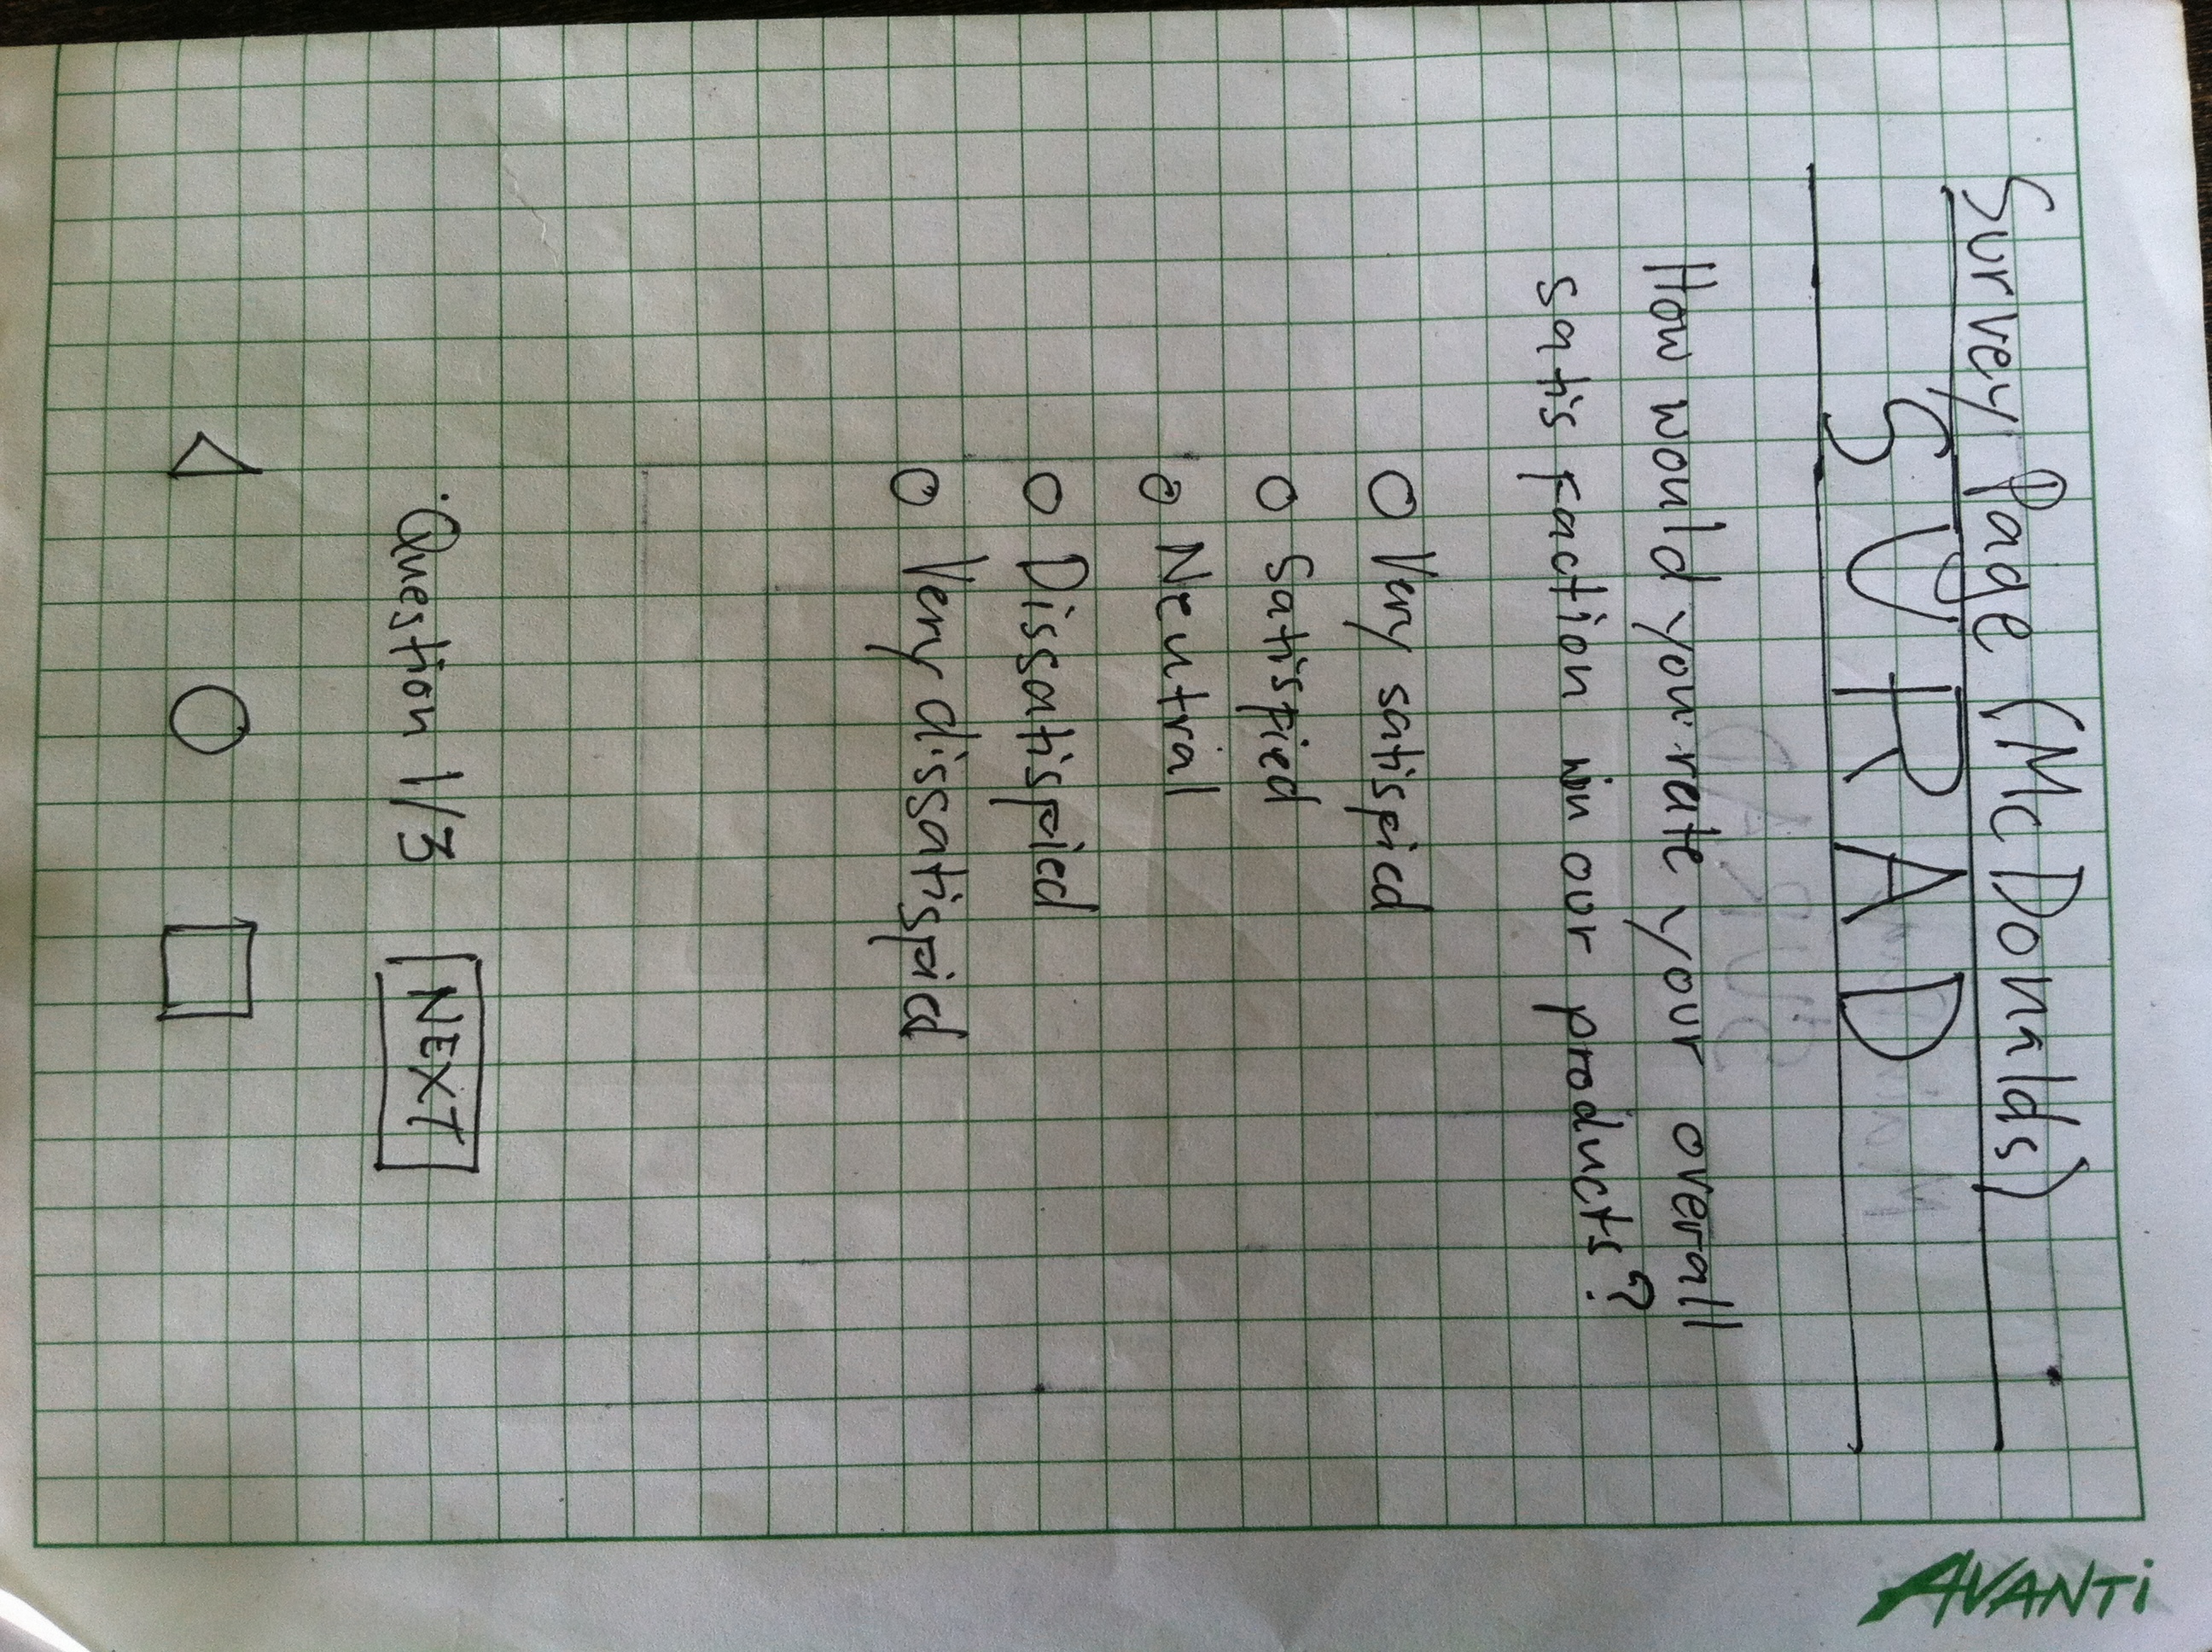 Survey Page (McDonalds)
SURAD
How would you rate your overall
satisfaction in our products?
Very satisfied
Satisfied
Neutral
Dissatisfied
Very dissatisfied
Question 1/3 NEXT
AVANTi